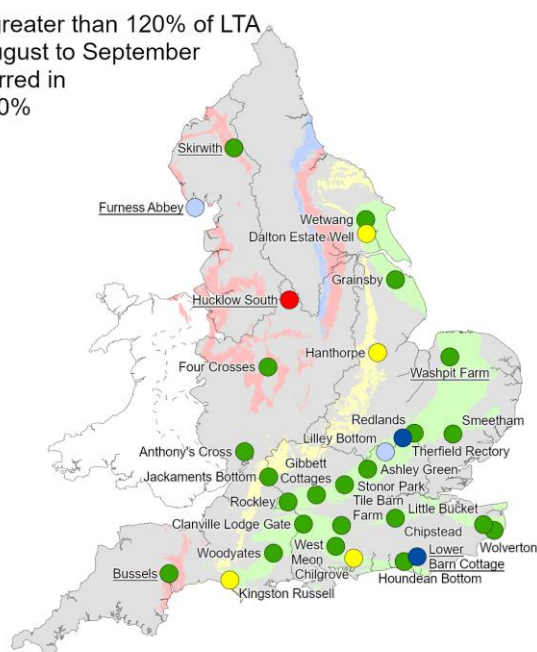 greater than 120% of LTA
ugust to September
rred in
0%
Skirwith
Furness Abbey
Wetwang
Dalton Estate Well
Grainsby
Hucklow South
Hanthorpe
Four Crosses
Washpit Farm
Redlands
Smeetham
Lilley Bottom
Therfield Rectory
Anthony's Cross
Gibbett
Cottages
Ashley Green
Jackaments Bottom
Stonor Park
Rockley
Tile Barn
Farm
Little Bucket
Clanville Lodge Gate
Chipstead
Woodyates
West
Meon
Wolverton
Lower
Barn Cottage
Chilgrove
Bussels
Houndean Bottom
Kingston Russell